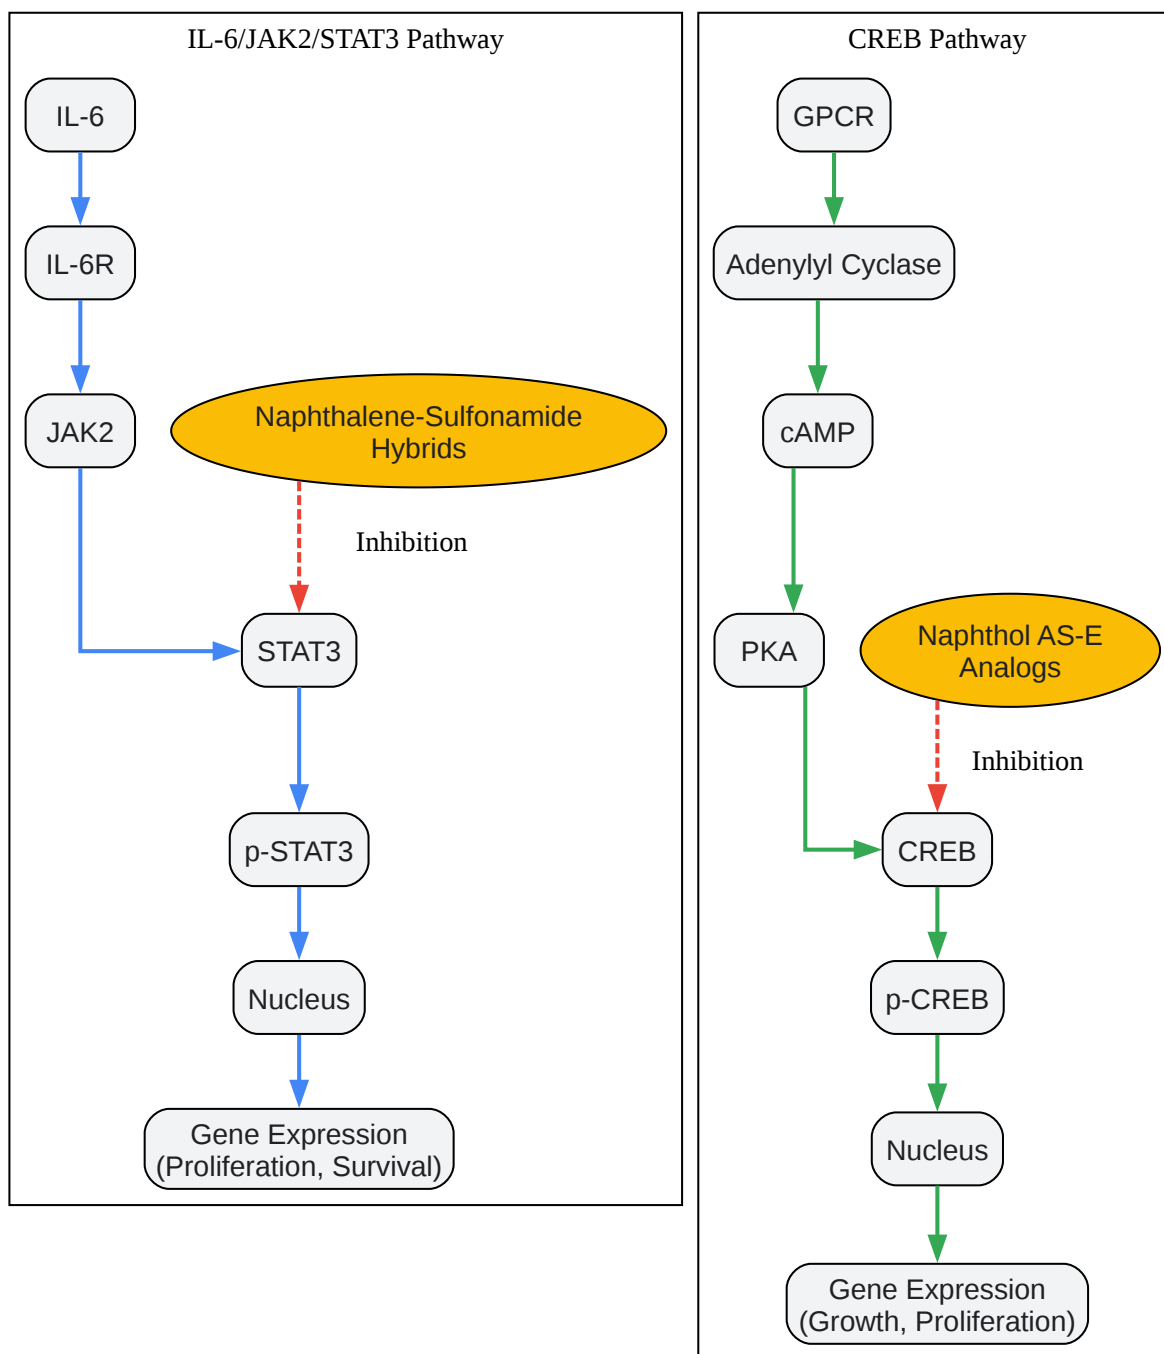 IL-6/JAK2/STAT3 Pathway
IL-6
IL-6R
JAK2
Naphthalene-Sulfonamide
Hybrids
Inhibition
STAT3
p-STAT3
Nucleus
Gene Expression
(Proliferation, Survival)
CREB Pathway
GPCR
Adenylyl Cyclase
cAMP
PKA
Naphthol AS-E
Analogs
Inhibition
CREB
p-CREB
Nucleus
Gene Expression
(Growth, Proliferation)